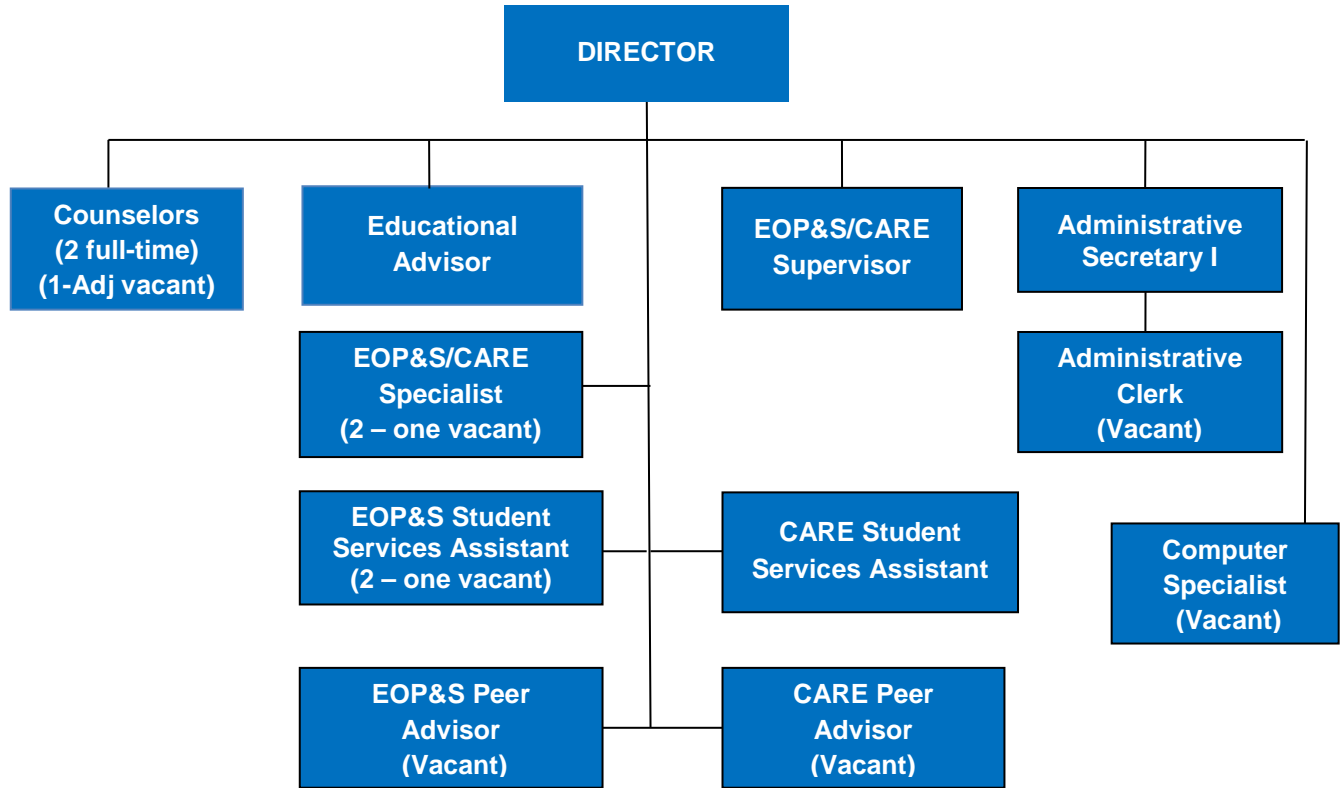 DIRECTOR
Counselors
(2 full-time)
(1-Adj vacant)
Educational
Advisor
EOP&S/CARE
Supervisor
Administrative
Secretary I
EOP&S/CARE
Specialist
(2 – one vacant)
Administrative
Clerk
(Vacant)
EOP&S Student
Services Assistant
(2 – one vacant)
CARE Student
Services Assistant
Computer
Specialist
(Vacant)
EOP&S Peer
Advisor
(Vacant)
CARE Peer
Advisor
(Vacant)